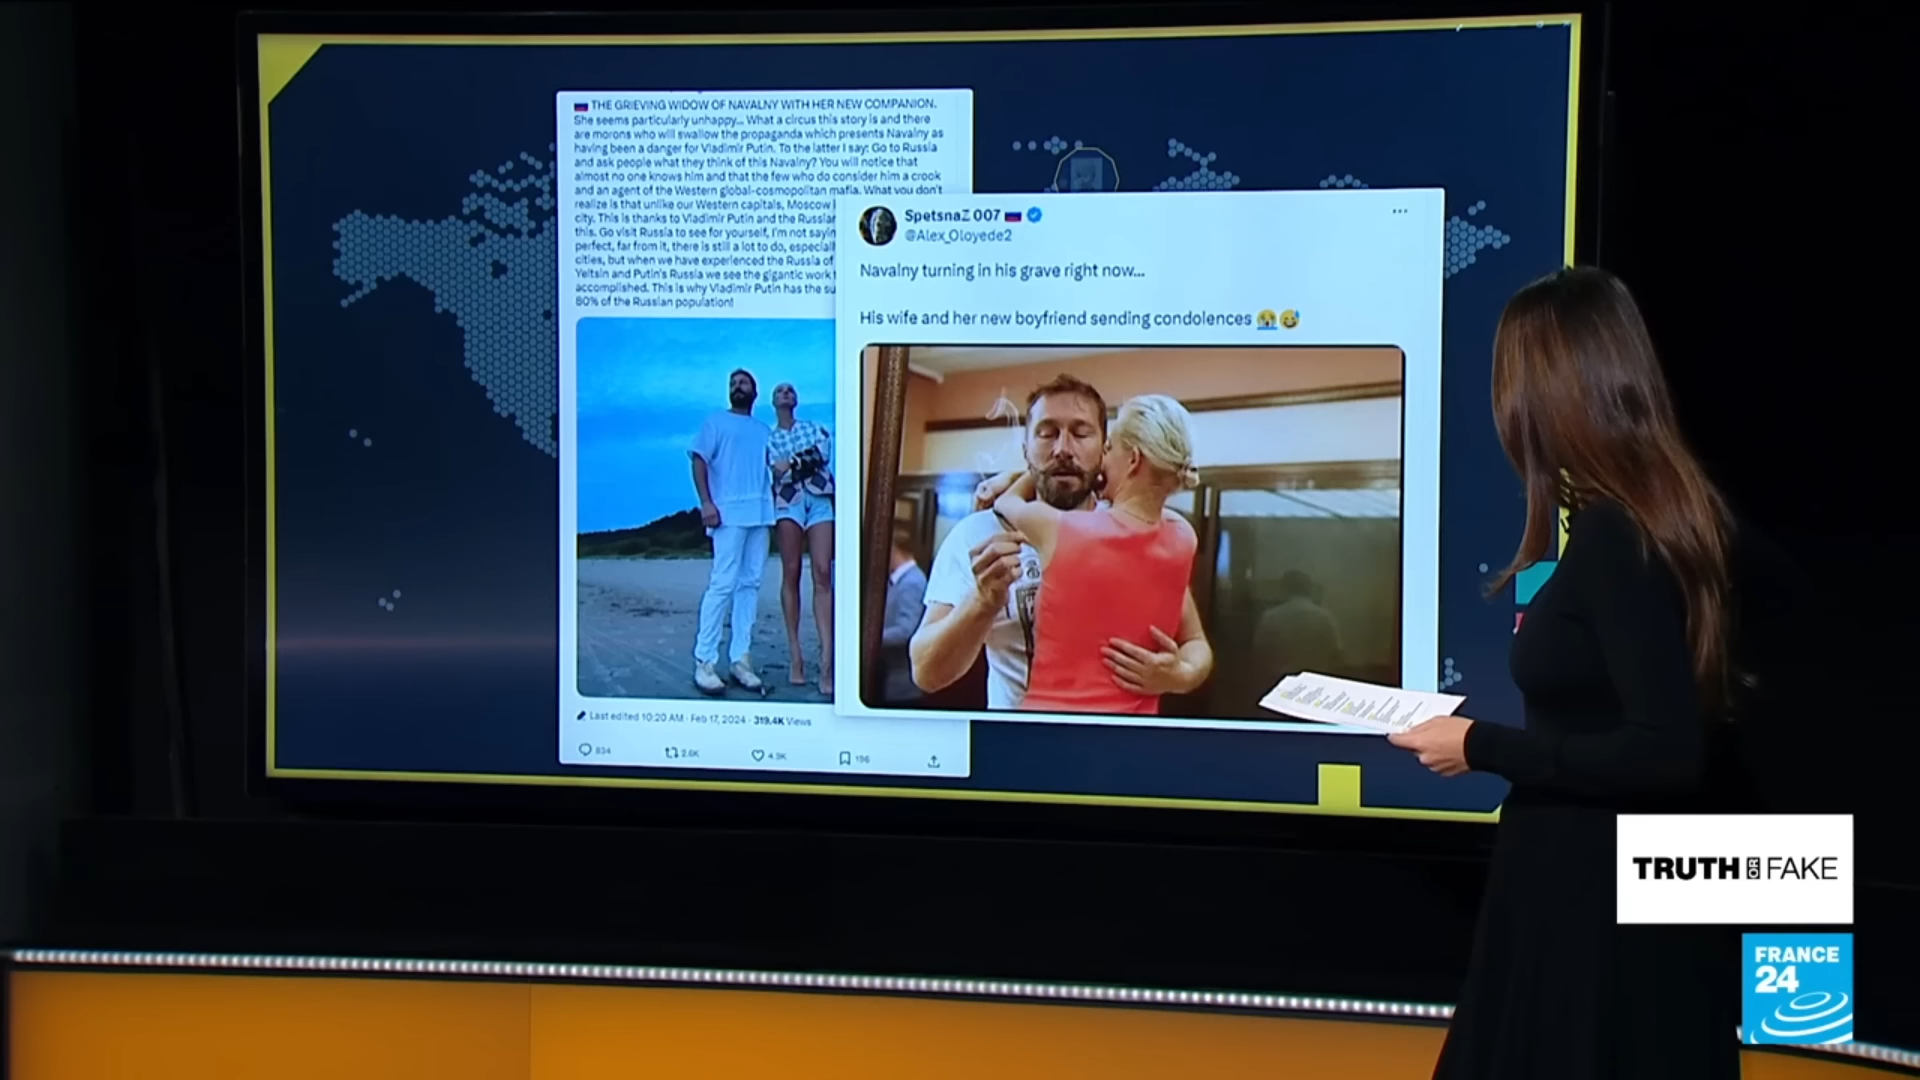 THE GRIEVING WIDOW OF NAVALNY WITH HER NEW COMPANION.
She seems particularly unhappy... What a circus this story is and there
are morons who will swallow the propaganda which presents Navalny as
having been a danger for Vladimir Putin. To the latter I say: Go to Russia
and ask people what they think of this Navalny? You will notice that
almost no one knows him and that the few who do consider him a crook
and an agent of the Western global-cosmopolitan mafia. What you don't
realize is that unlike our Western capitals, Moscow
city. This is thanks to Vladimir Putin and the Russian
this. Go visit Russia to see for yourself, I'm not
perfect, far from it, there is still a lot to do,
cities, but when we have experienced the Russia of
Yeltsin and Putin's Russia we see the gigantic work
accomplished. This is why Vladimir Putin has the
80% of the Russian population!
Last edited 10:20 AM · Feb 17, 2024 · 319.4K Views
834 2.6K 4.9K 196
SpetsnaZ 007
@Alex_Oloyede2
Navalny turning in his grave right now...
His wife and her new boyfriend sending condolences
TRUTH OR FAKE
FRANCE
24